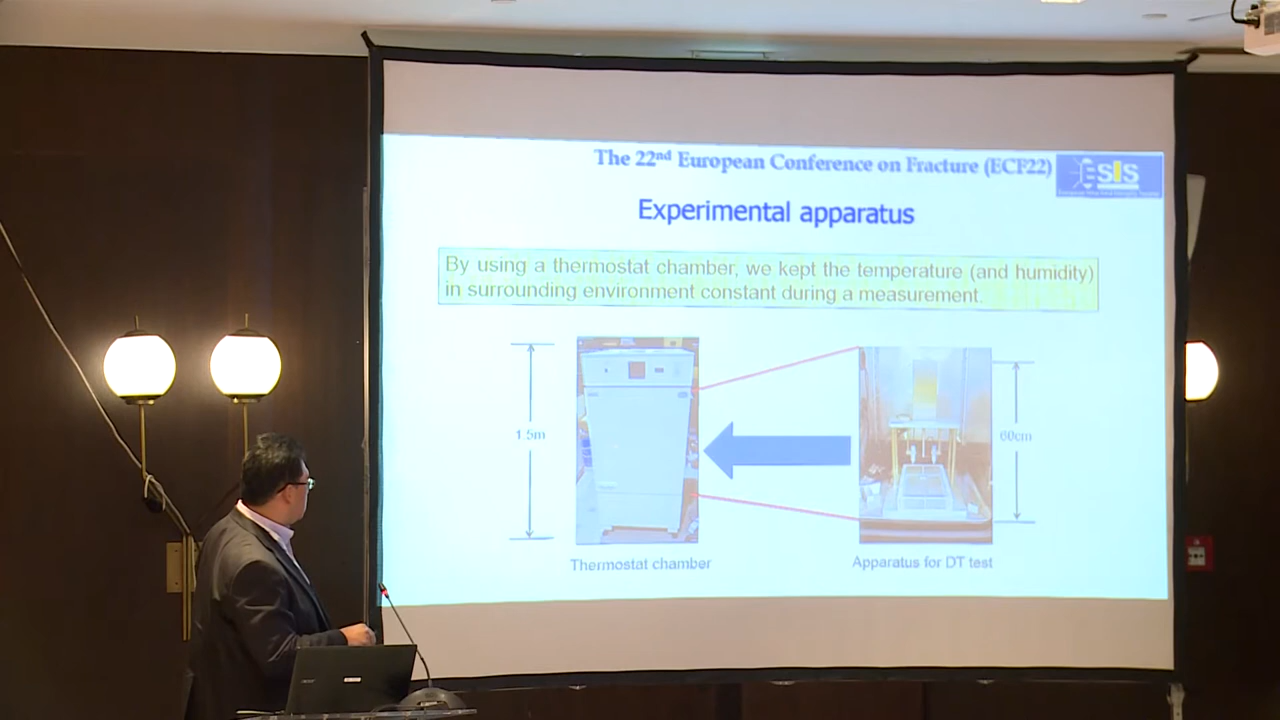 The 22nd European Conference on Fracture (ECF22)
ESIS
Experimental apparatus
By using a thermostat chamber, we kept the temperature (and humidity)
in surrounding environment constant during a measurement.
1.5m
60cm
Thermostat chamber
Apparatus for DT test